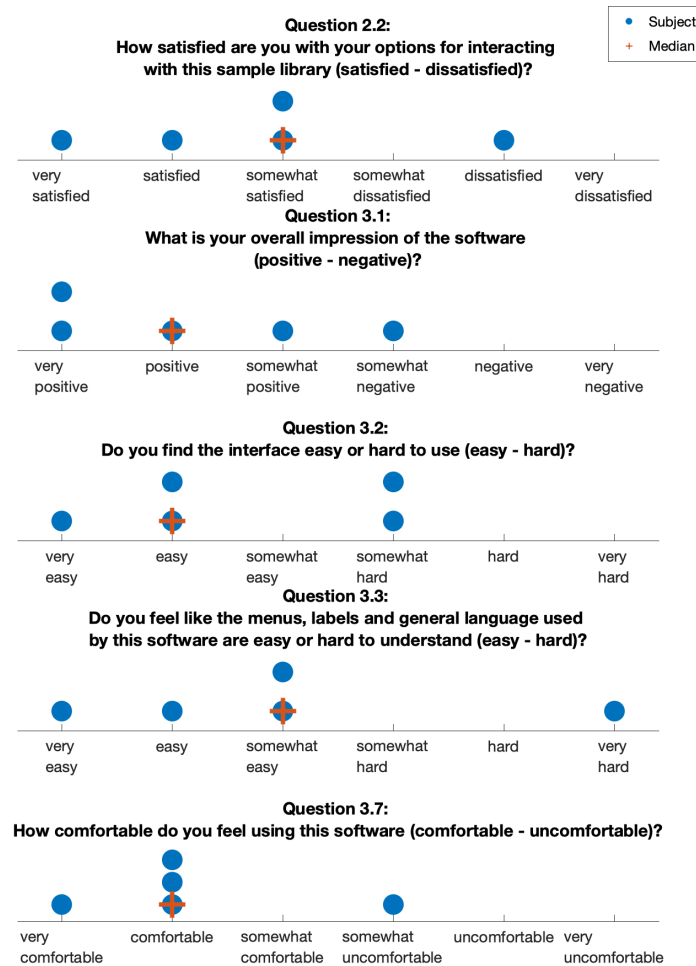 Subject
Median
Question 2.2:
How satisfied are you with your options for interacting
with this sample library (satisfied - dissatisfied)?
very satisfied somewhat somewhat dissatisfied very
satisfied satisfied dissatisfied dissatisfied
Question 3.1:
What is your overall impression of the software
(positive - negative)?
very positive somewhat somewhat negative very
positive positive negative negative
Question 3.2:
Do you find the interface easy or hard to use (easy - hard)?
very easy somewhat somewhat hard very
easy easy hard hard
Question 3.3:
Do you feel like the menus, labels and general language used
by this software are easy or hard to understand (easy - hard)?
very easy somewhat somewhat hard very
easy easy hard hard
Question 3.7:
How comfortable do you feel using this software (comfortable - uncomfortable)?
very comfortable somewhat somewhat uncomfortable very
comfortable comfortable uncomfortable uncomfortable